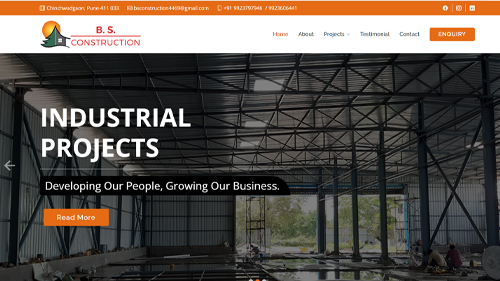 Chinchwadgaon, Pune-411 033 bsconstruction4469@gmail.com +91 9823797946 / 9923606441
B. S.
CONSTRUCTION
Home About Projects Testimonial Contact ENQUIRY
INDUSTRIAL
PROJECTS
Developing Our People, Growing Our Business.
Read More